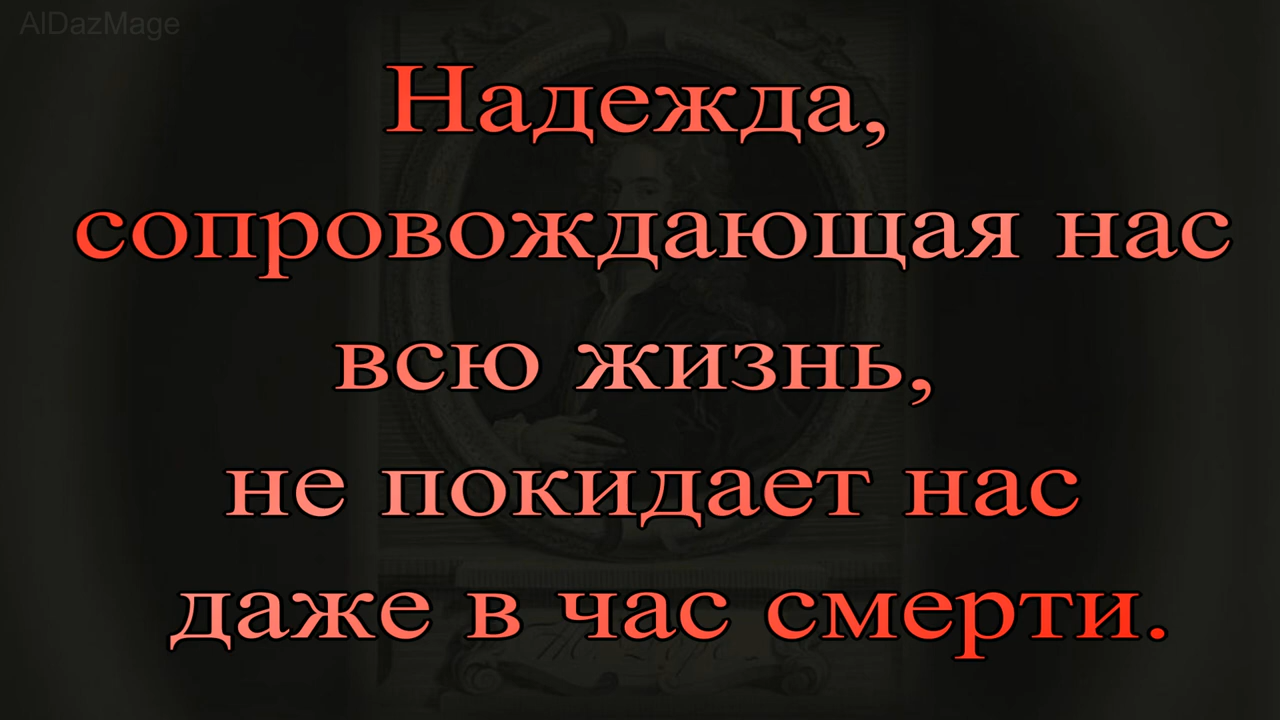 AlDazMage
Надежда,
сопровождающая нас
всю жизнь,
не покидает нас
даже в час смерти.